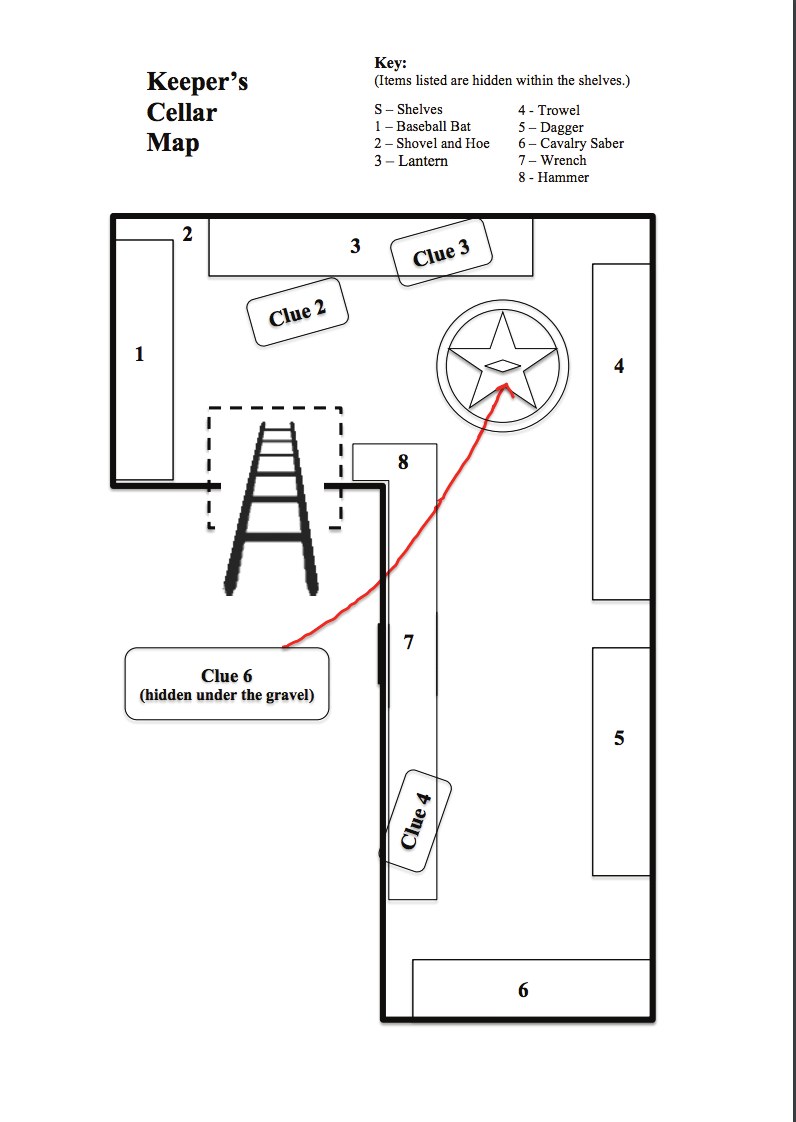 Keeper's
Cellar
Map
Key:
(Items listed are hidden within the shelves.)
S – Shelves
1 – Baseball Bat
2 – Shovel and Hoe
3 – Lantern
4 - Trowel
5 – Dagger
6 – Cavalry Saber
7 – Wrench
8 - Hammer
2
3
Clue 3
Clue 2
1
4
8
7
Clue 6
(hidden under the gravel)
5
Clue 4
6